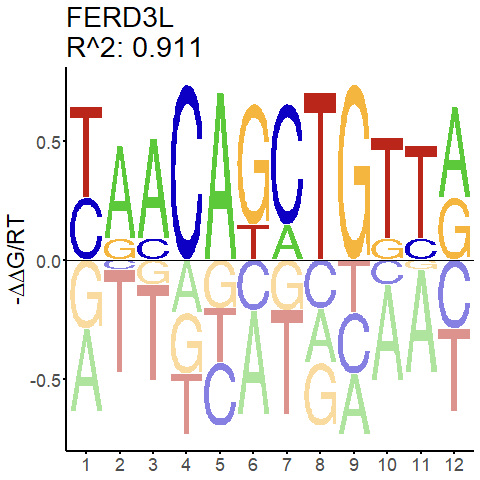 FERD3L
R^2: 0.911
-ΔΔG/RT
0.5
0.0
-0.5
T A A C A G C T G T T A
C G C T A G C G
G C G A G C G C T C G C
A T T G T A T A C A A T
T C G A
1 2 3 4 5 6 7 8 9 10 11 12